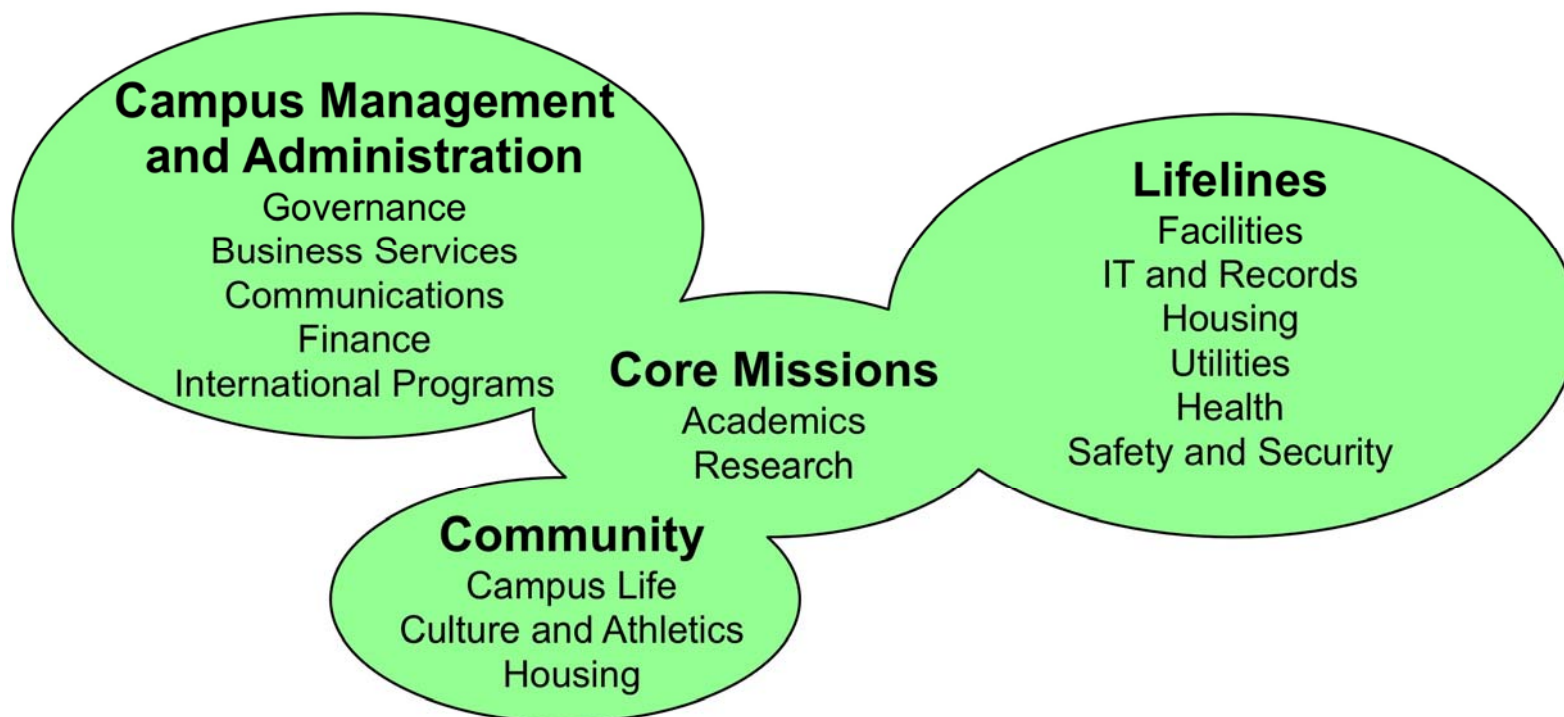 Campus Management
and Administration
Governance
Business Services
Communications
Finance
International Programs
Lifelines
Facilities
IT and Records
Housing
Utilities
Health
Safety and Security
Core Missions
Academics
Research
Community
Campus Life
Culture and Athletics
Housing